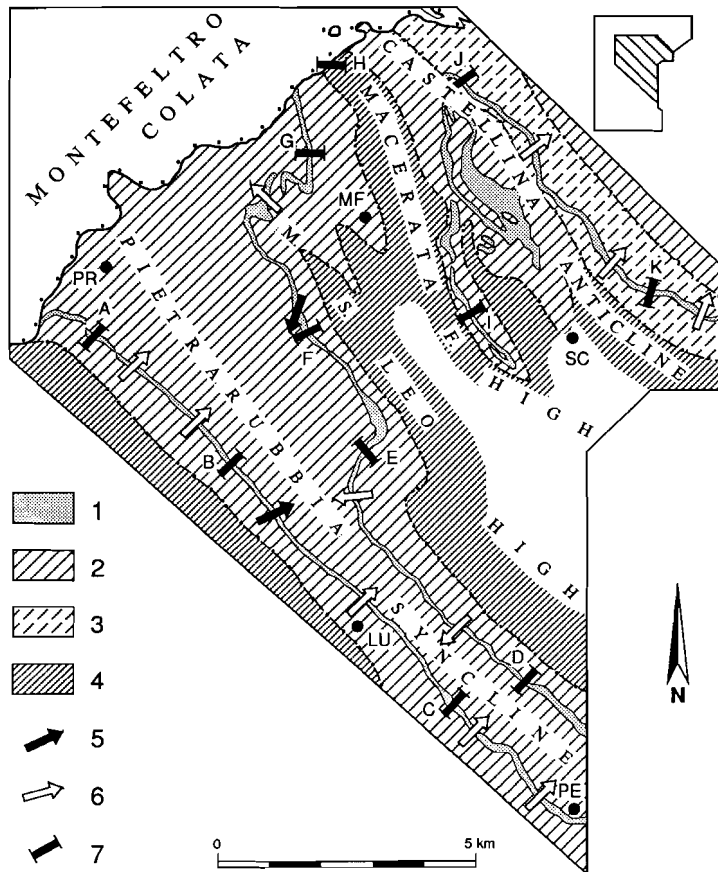 MONTEFELTRO
COLATA
CASTELLINA
ANTICLINE
MACERATA F. HIGH
M. S. LEO HIGH
PIETRARUBBIA
SYNCLINE
H
J
G
MF
PR
A
K
I
F
SC
B
E
LU
D
C
PE
1
2
3
4
5
6
7
N
0
5 km